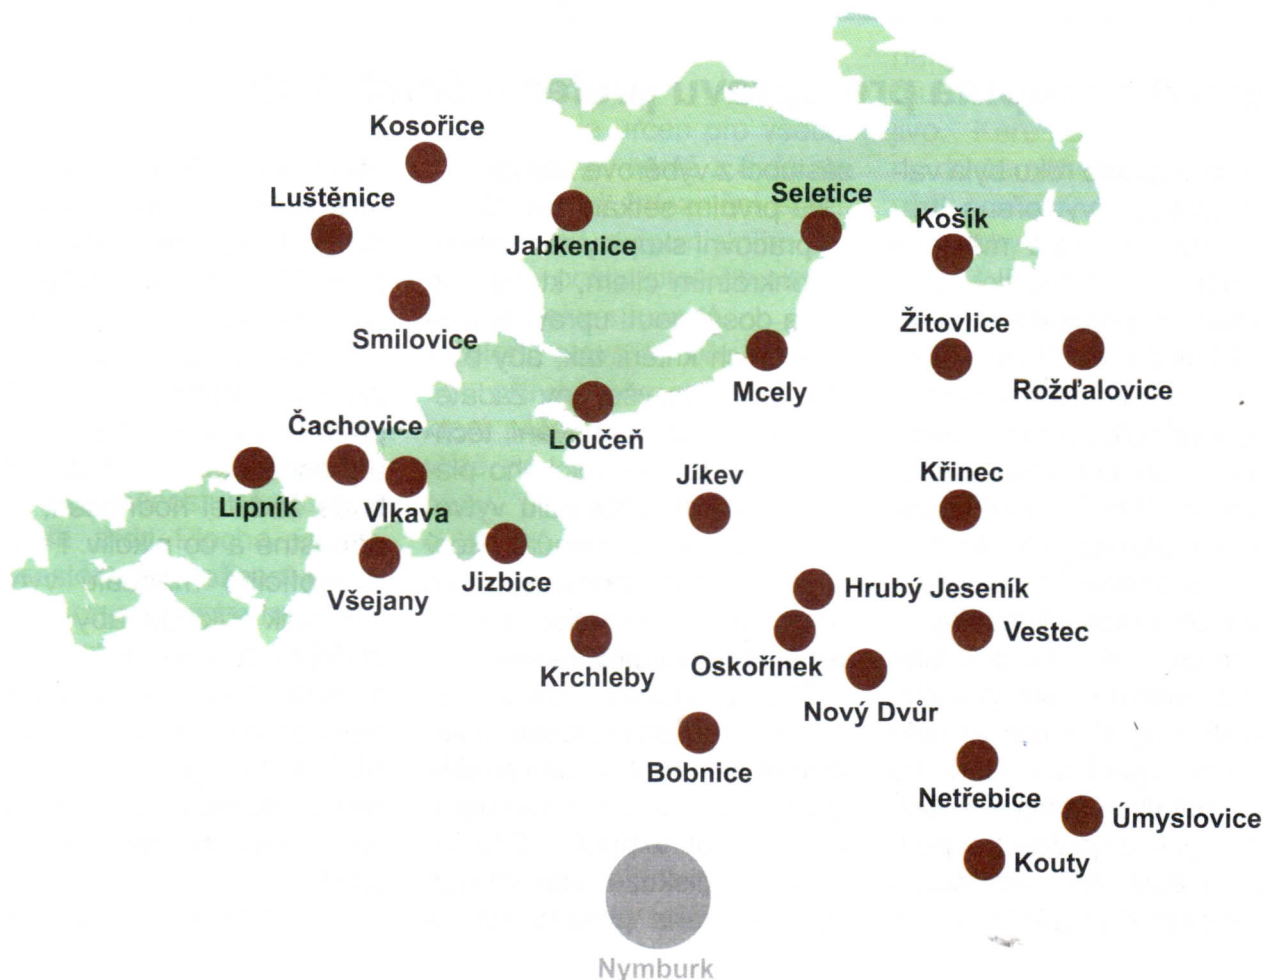 Kosořice
Luštěnice
Seletice
Košík
Jabkenice
Smilovice
Žitovlice
Mcely
Rožďalovice
Čachovice
Loučeň
Jíkev
Křinec
Lipník
Vlkava
Jizbice
Všejany
Hrubý Jeseník
Vestec
Oskořínek
Krchleby
Nový Dvůr
Bobnice
Netřebice
Úmyslovice
Kouty
Nymburk